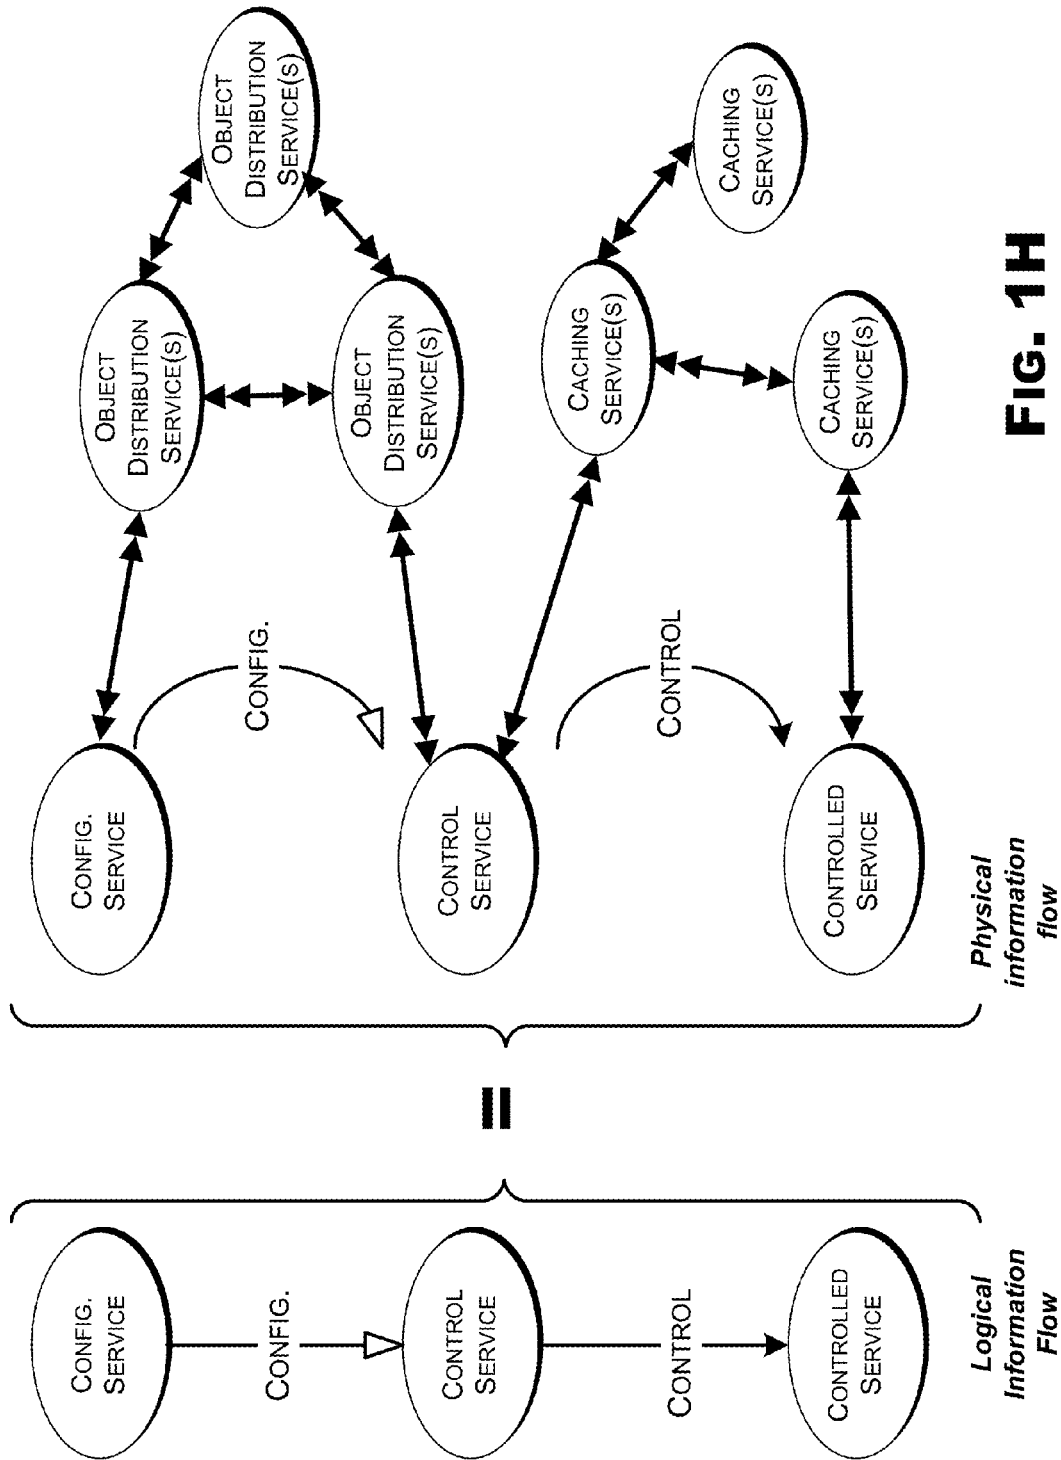 CONFIG.
SERVICE
CONFIG.
CONTROL
SERVICE
CONTROL
CONTROLLED
SERVICE
Logical
Information
Flow
=
CONFIG.
SERVICE
CONFIG.
CONTROL
SERVICE
CONTROL
CONTROLLED
SERVICE
Physical
information
flow
OBJECT
DISTRIBUTION
SERVICE(S)
OBJECT
DISTRIBUTION
SERVICE(S)
OBJECT
DISTRIBUTION
SERVICE(S)
CACHING
SERVICE(S)
CACHING
SERVICE(S)
CACHING
SERVICE(S)
FIG. 1H